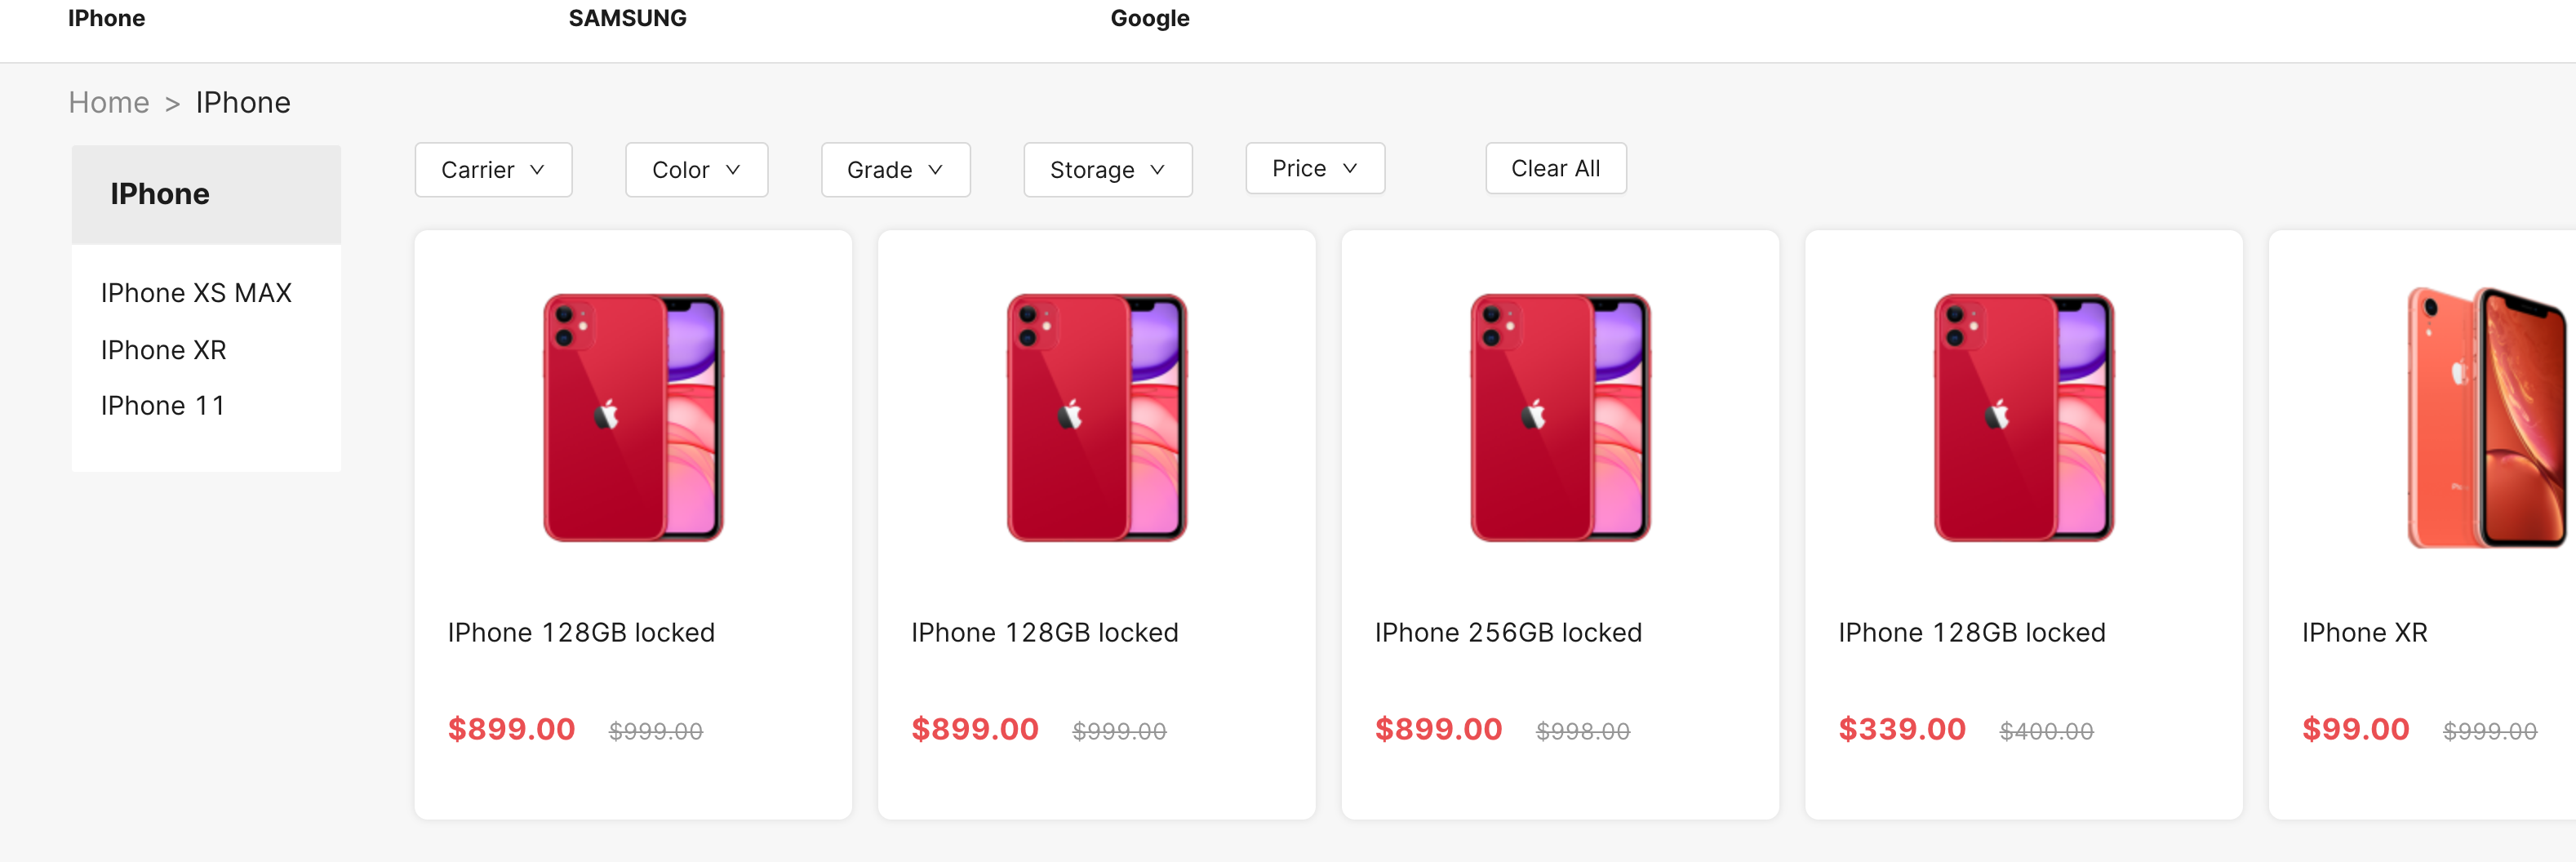 IPhone SAMSUNG Google
Home > IPhone
IPhone
IPhone XS MAX
IPhone XR
IPhone 11
Carrier Color Grade Storage Price Clear All
IPhone 128GB locked
$899.00 $999.00
IPhone 128GB locked
$899.00 $999.00
IPhone 256GB locked
$899.00 $998.00
IPhone 128GB locked
$339.00 $400.00
IPhone XR
$99.00 $999.00